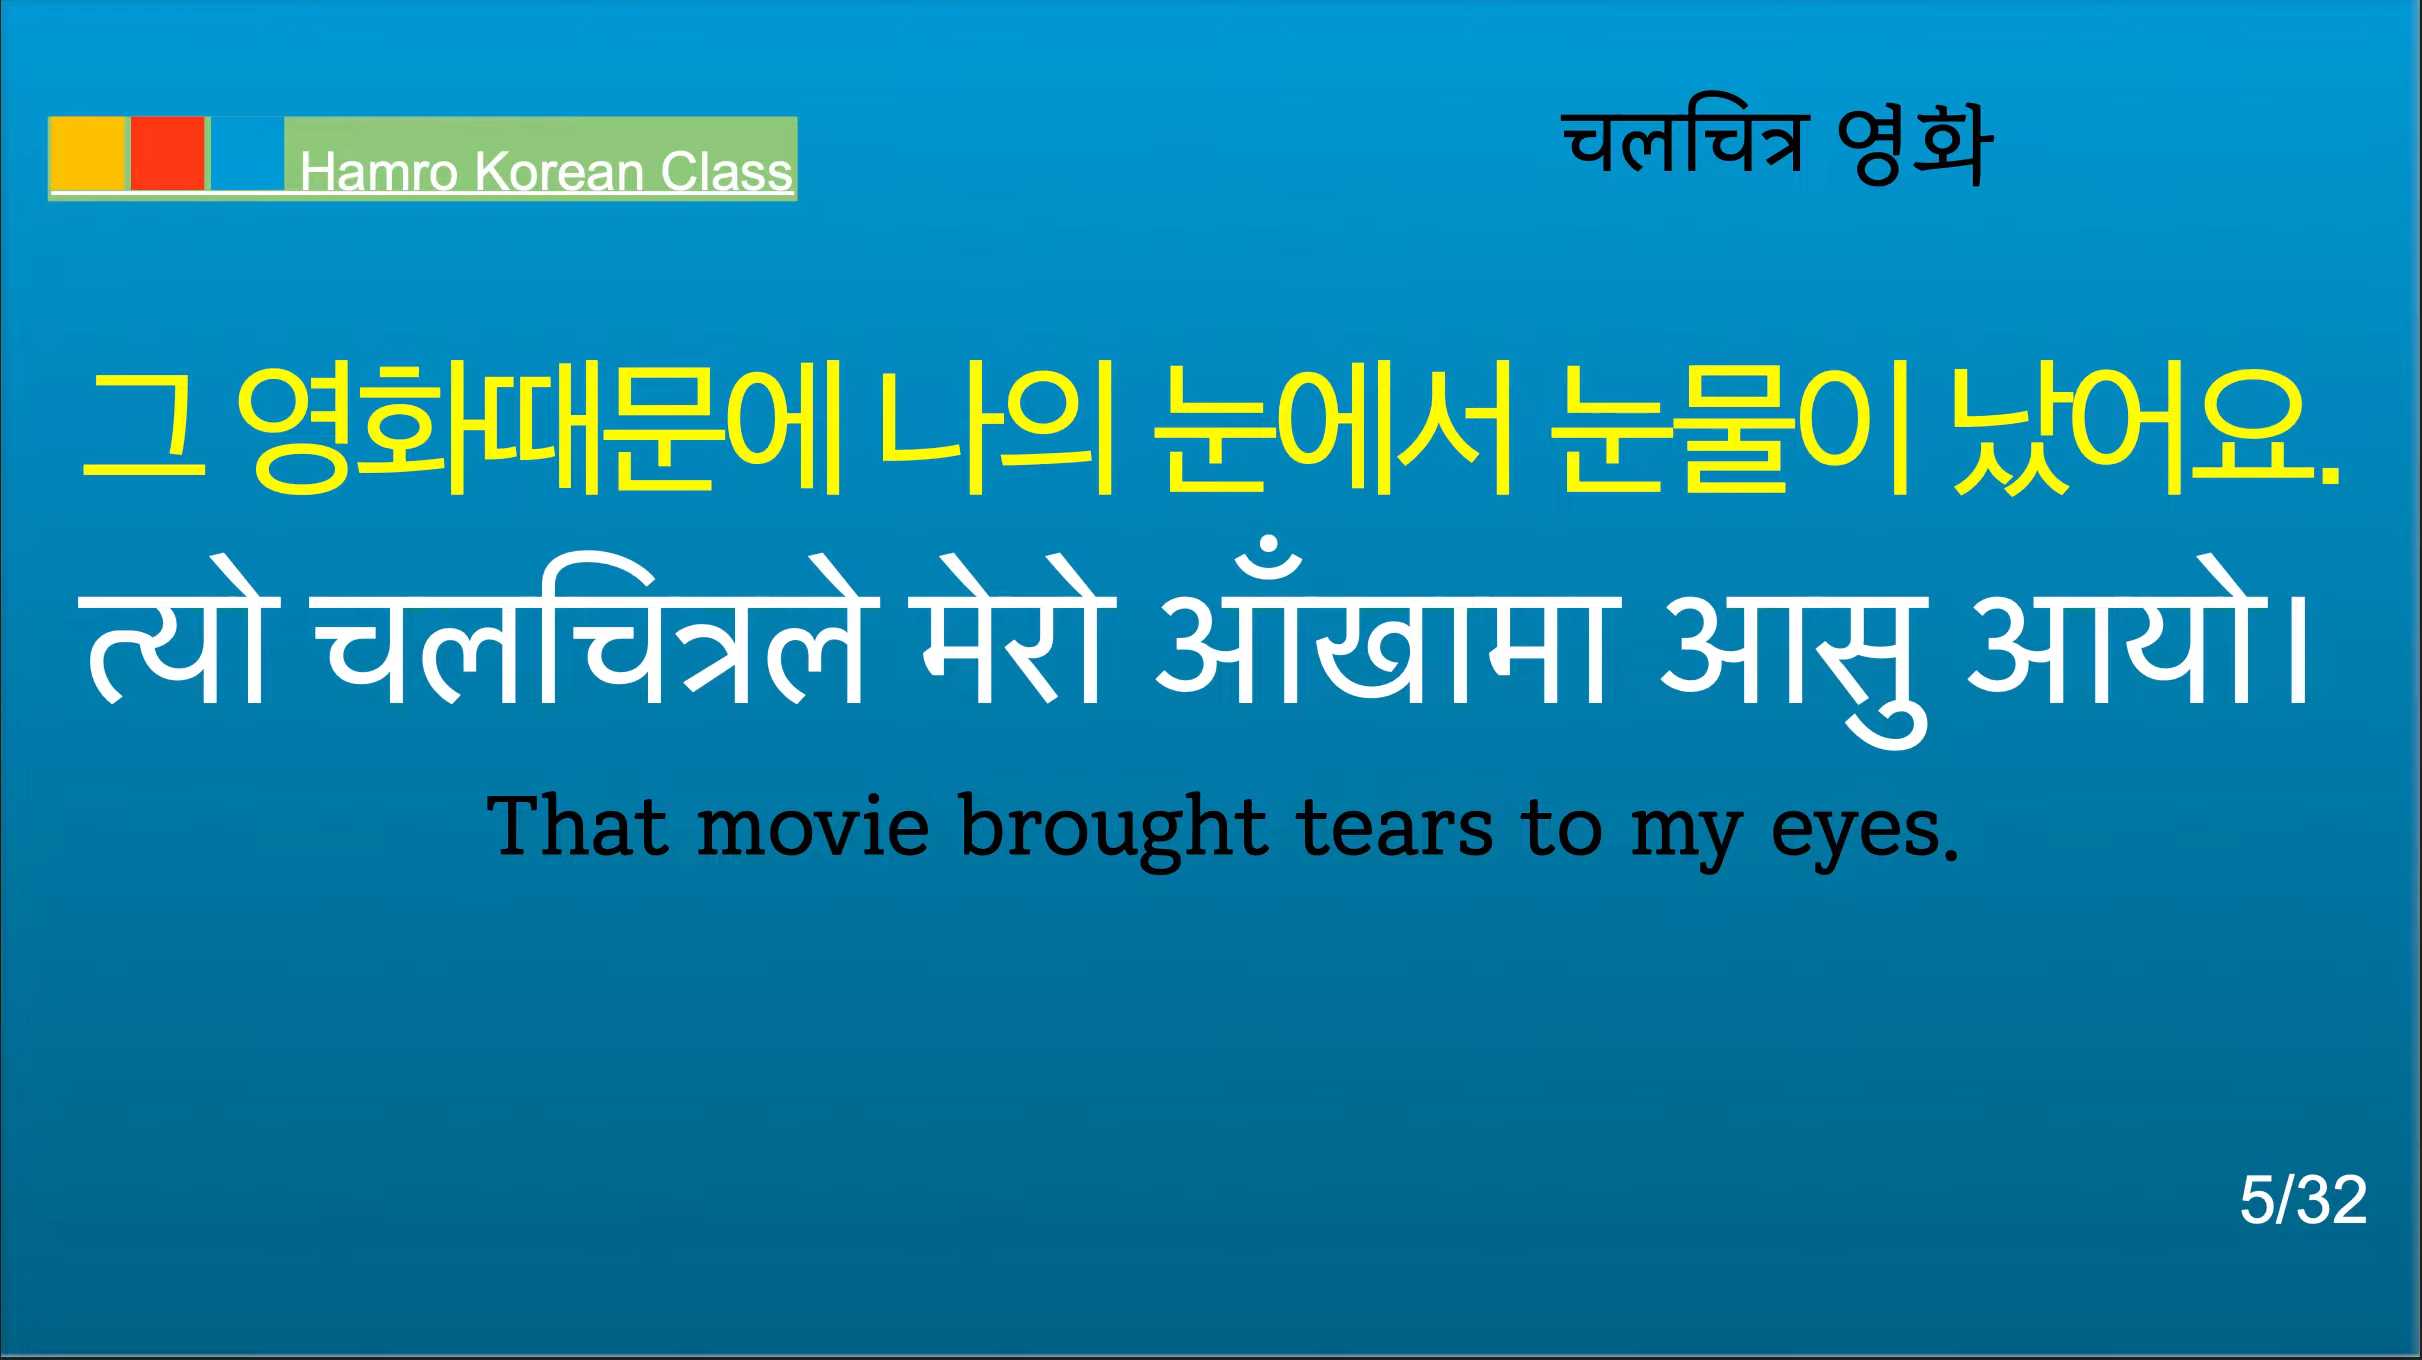 Hamro Korean Class
चलचित्र 영화
그 영화때문에 나의 눈에서 눈물이 났어요.
त्यो चलचित्रले मेरो आँखामा आसु आयो।
That movie brought tears to my eyes.
5/32